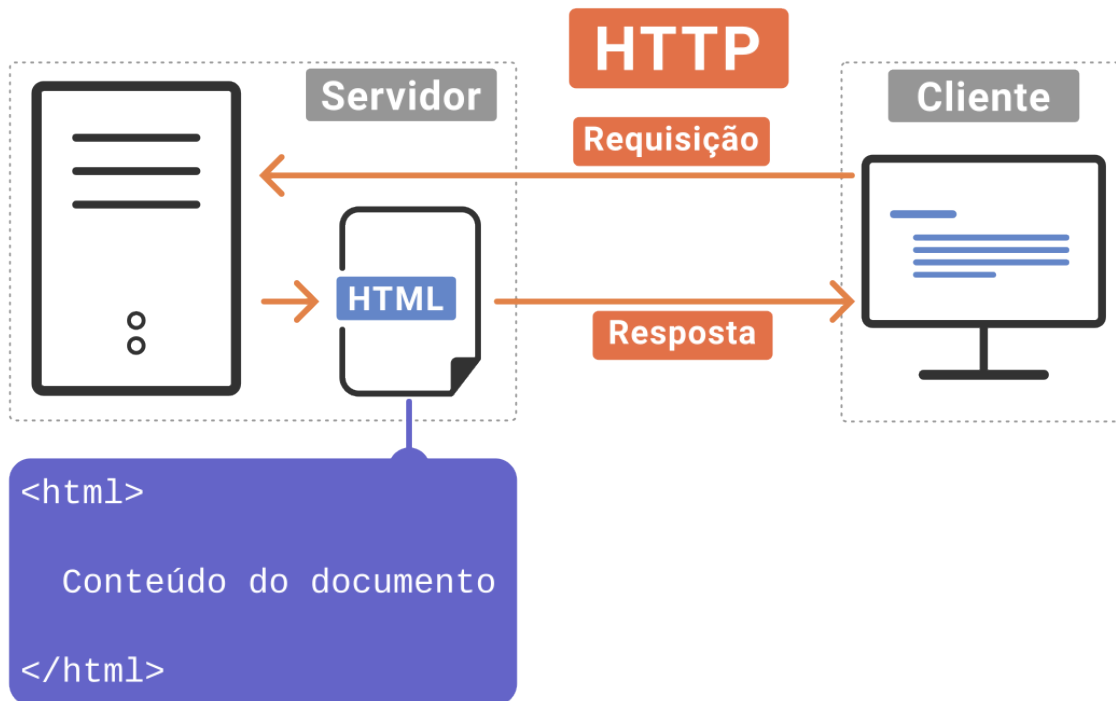 HTTP
Servidor
Cliente
Requisição
HTML
Resposta
<html>
Conteúdo do documento
</html>